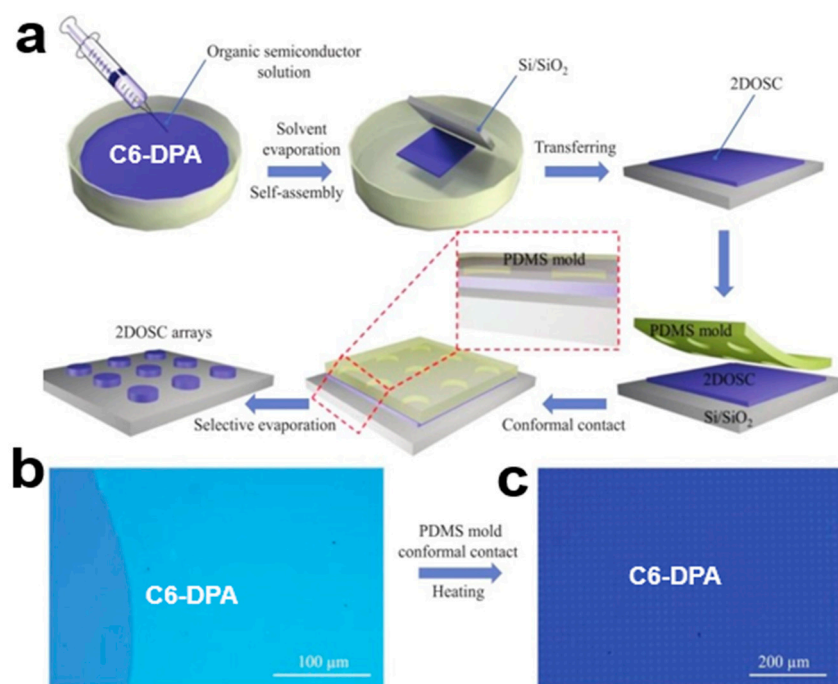 a
Organic semiconductor
solution
C6-DPA
Solvent
evaporation
Self-assembly
Si/SiO₂
Transferring
2DOSC
PDMS mold
2DOSC arrays
Selective evaporation
Conformal contact
PDMS mold
2DOSC
Si/SiO₂
b
C6-DPA
100 μm
PDMS mold
conformal contact
Heating
c
C6-DPA
200 μm